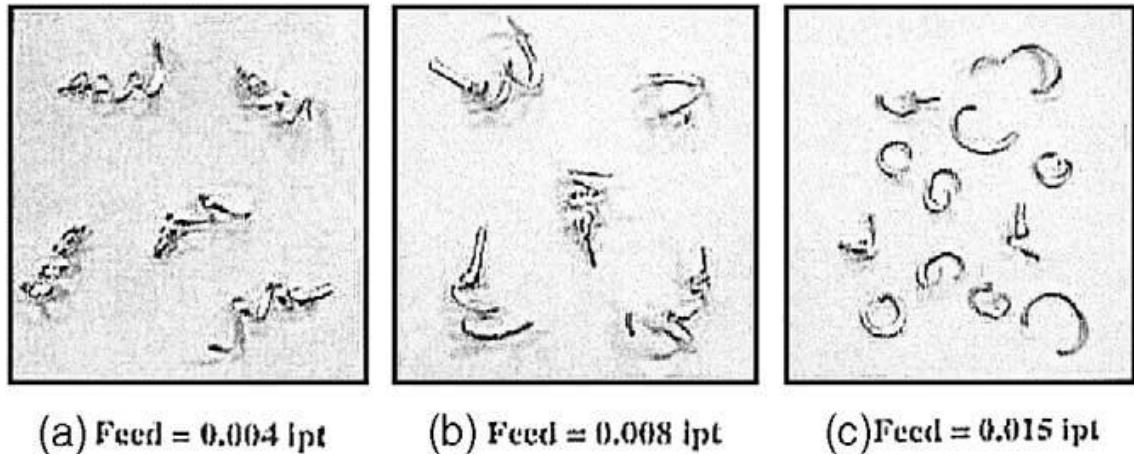 (a) Feed = 0.004 ipt
(b) Feed = 0.008 ipt
(c) Feed = 0.015 ipt